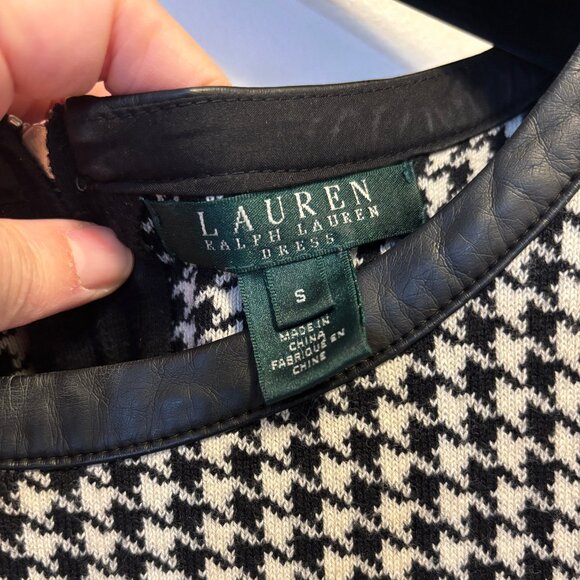 LAUREN
RALPH LAUREN
DRESS
S
MADE IN
CHINA
FABRIQUÉ EN
CHINE